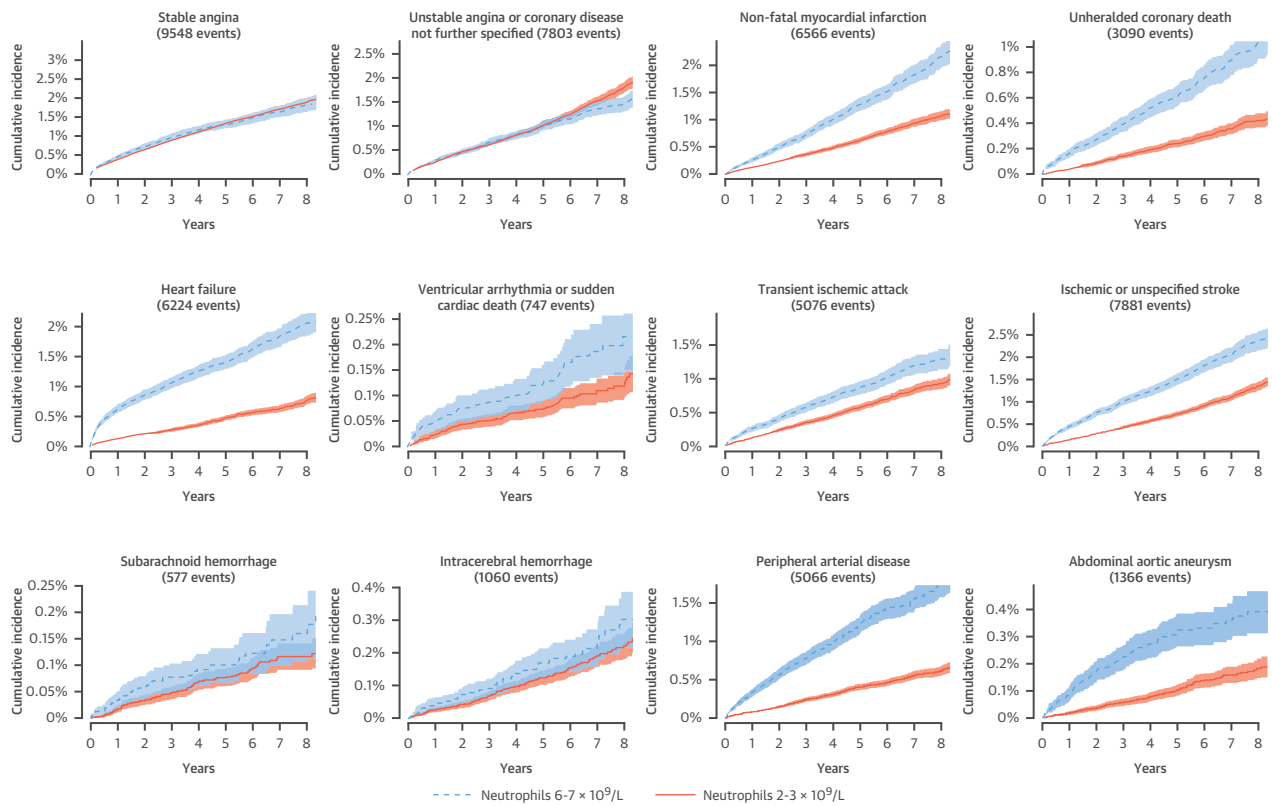 Stable angina
(9548 events)
Cumulative incidence
3%
2%
1.5%
1%
0.5%
0%
0 1 2 3 4 5 6 7 8
Years
Unstable angina or coronary disease
not further specified (7803 events)
Cumulative incidence
2.5%
2%
1.5%
1%
0.5%
0%
0 1 2 3 4 5 6 7 8
Years
Non-fatal myocardial infarction
(6566 events)
Cumulative incidence
2%
1.5%
1%
0.5%
0%
0 1 2 3 4 5 6 7 8
Years
Unheralded coronary death
(3090 events)
Cumulative incidence
1%
0.8%
0.6%
0.4%
0.2%
0%
0 1 2 3 4 5 6 7 8
Years
Heart failure
(6224 events)
Cumulative incidence
2%
1.5%
1%
0.5%
0%
0 1 2 3 4 5 6 7 8
Years
Ventricular arrhythmia or sudden
cardiac death (747 events)
Cumulative incidence
0.25%
0.2%
0.15%
0.1%
0.05%
0%
0 1 2 3 4 5 6 7 8
Years
Transient ischemic attack
(5076 events)
Cumulative incidence
1.5%
1%
0.5%
0%
0 1 2 3 4 5 6 7 8
Years
Ischemic or unspecified stroke
(7881 events)
Cumulative incidence
2.5%
2%
1.5%
1%
0.5%
0%
0 1 2 3 4 5 6 7 8
Years
Subarachnoid hemorrhage
(577 events)
Cumulative incidence
0.25%
0.2%
0.15%
0.1%
0.05%
0%
0 1 2 3 4 5 6 7 8
Years
Intracerebral hemorrhage
(1060 events)
Cumulative incidence
0.4%
0.3%
0.2%
0.1%
0%
0 1 2 3 4 5 6 7 8
Years
Peripheral arterial disease
(5066 events)
Cumulative incidence
1.5%
1%
0.5%
0%
0 1 2 3 4 5 6 7 8
Years
Abdominal aortic aneurysm
(1366 events)
Cumulative incidence
0.4%
0.3%
0.2%
0.1%
0%
0 1 2 3 4 5 6 7 8
Years
Neutrophils 6-7 × 10⁹/L
Neutrophils 2-3 × 10⁹/L